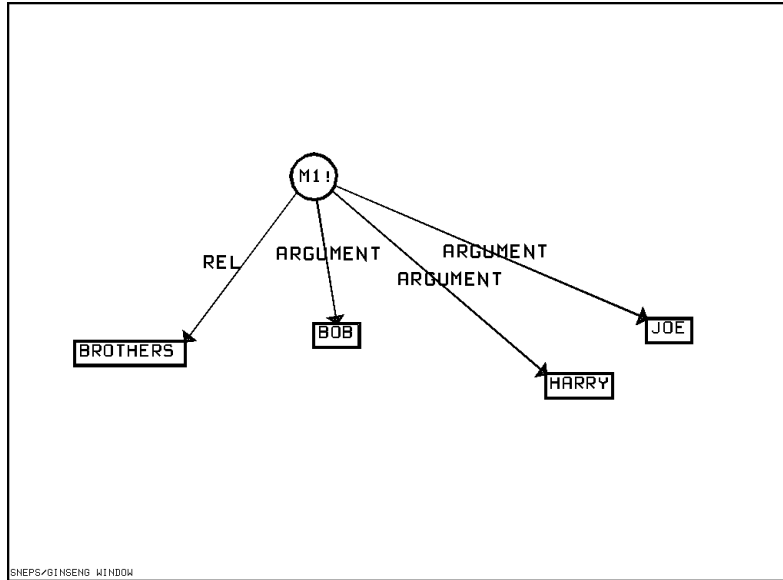 M1!
REL
ARGUMENT
ARGUMENT
ARGUMENT
BROTHERS
BOB
JOE
HARRY
SNEPS/GINSENG WINDOW